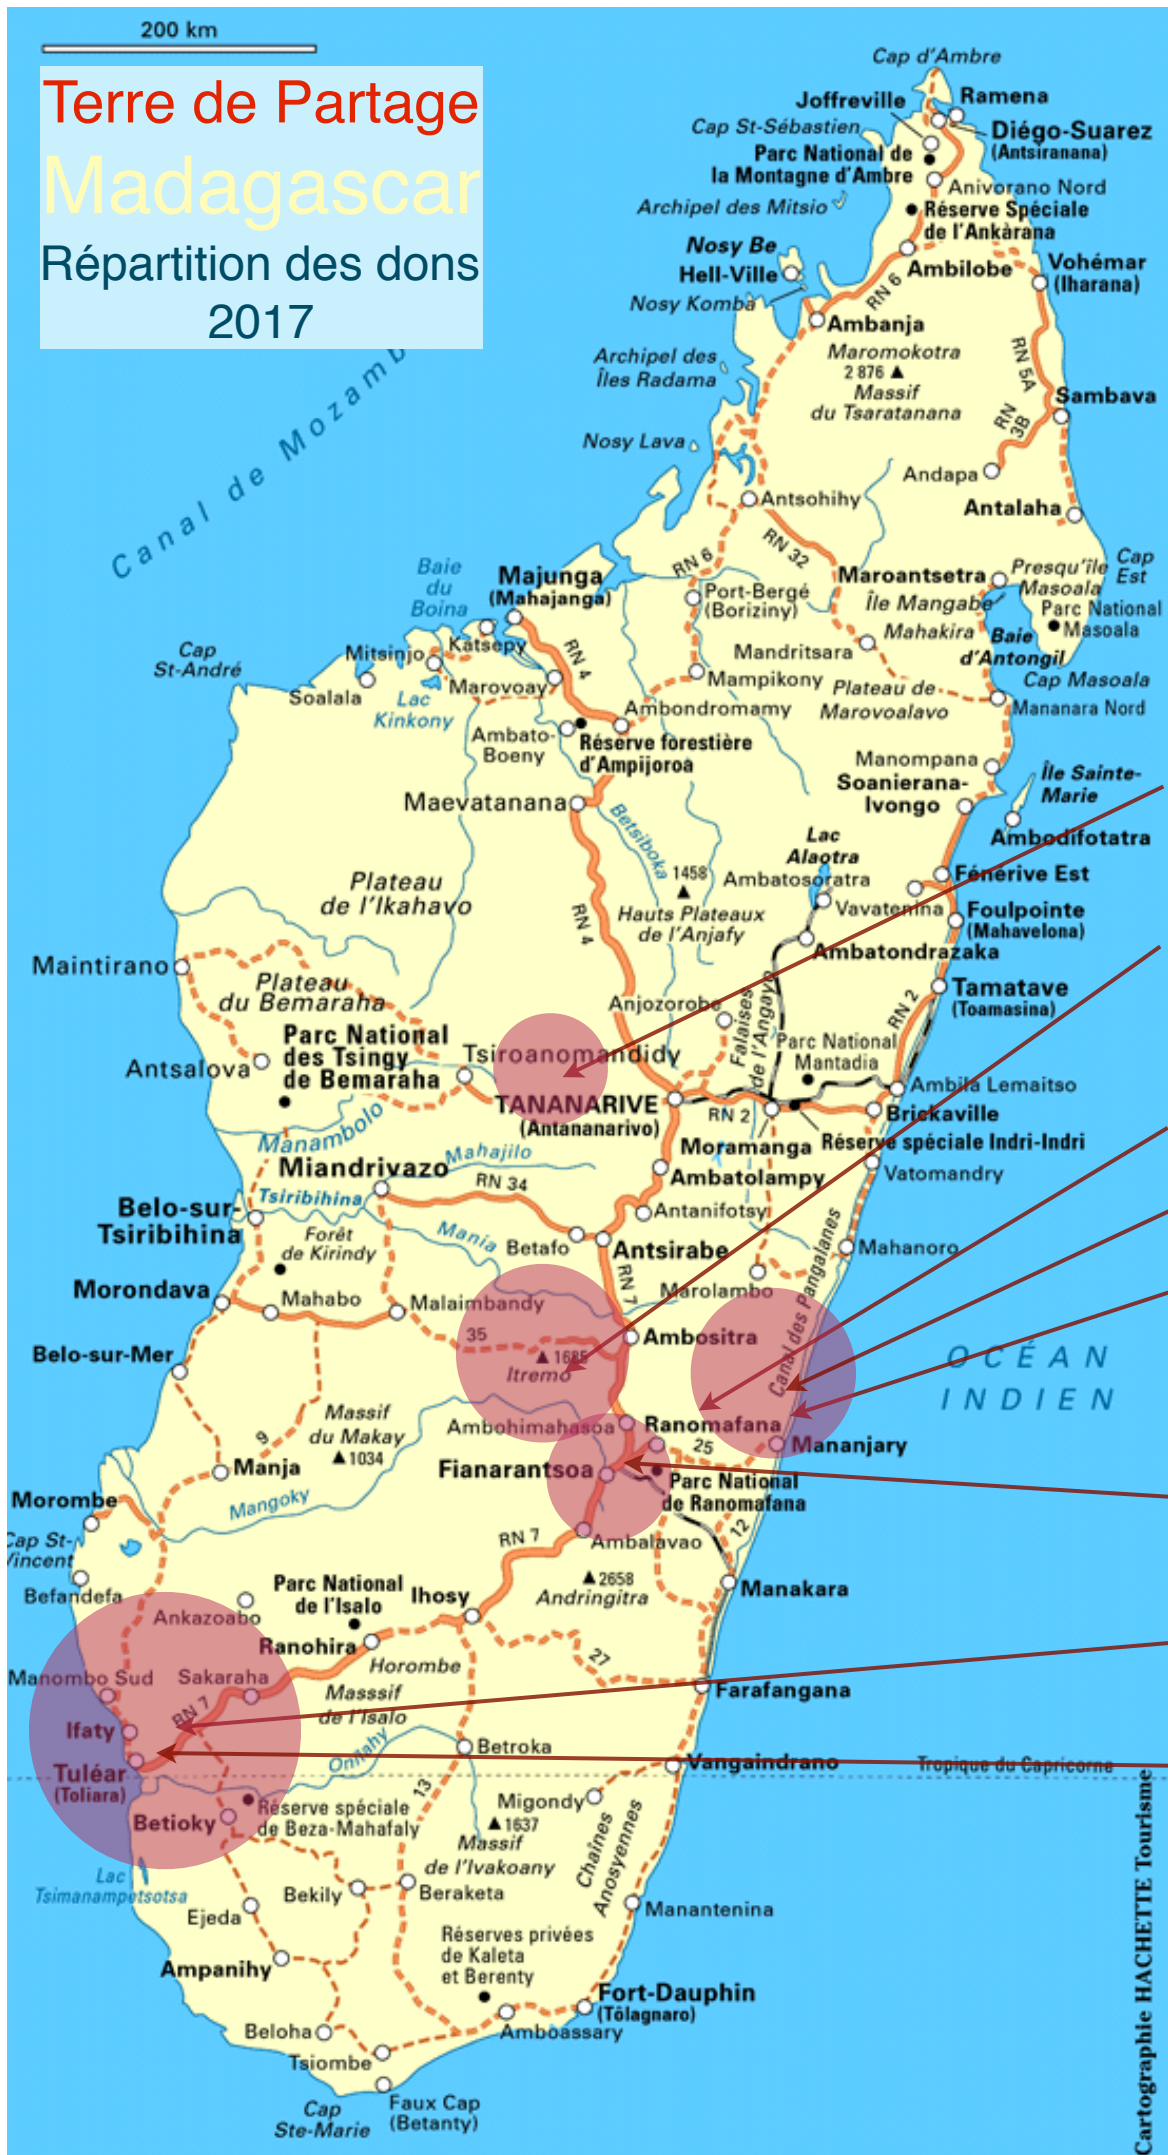 200 km
Terre de Partage
Madagascar
Répartition des dons
2017
Canal de Mozamb
Cap d'Ambre
Joffreville
Ramena
Cap St-Sébastien
Diégo-Suarez
(Antsiranana)
Parc National de
la Montagne d'Ambre
Anivorano Nord
Archipel des Mitsio
Réserve Spéciale
de l'Ankàrana
Nosy Be
Hell-Ville
Ambilobe
Vohémar
(Iharana)
Nosy Komba
RN 6
Ambanja
Archipel des
Îles Radama
Maromokotra
2 876
Massif
du Tsaratanana
RN 5A
Sambava
RN
3B
Nosy Lava
Andapa
Antsohihy
Antalaha
RN 32
RN 6
Baie
du
Boina
Majunga
(Mahajanga)
Port-Bergé
(Boriziny)
Maroantsetra
Presqu'île
Masoala
Cap
Est
Île Mangabe
Parc National
Masoala
Mahakira
Baie
d'Antongil
Cap
St-André
Mitsinjo
Katsepy
RN 4
Mandritsara
Soalala
Lac
Kinkony
Marovoay
Mampikony
Plateau de
Marovoalavo
Cap Masoala
Mananara Nord
Ambondromamy
Ambato-
Boeny
Réserve forestière
d'Ampijoroa
Manompana
Soanierana-
Ivongo
Île Sainte-
Marie
Maevatanana
Betsiboka
Ambodifotatra
Lac
Alaotra
1458
Ambatosoratra
Fénérive Est
Plateau
de l'Ikahavo
Vavatenina
Hauts Plateaux
de l'Anjafy
RN 4
Foulpointe
(Mahavelona)
Ambatondrazaka
Maintirano
Plateau
du Bemaraha
Tamatave
(Toamasina)
Anjozorobe
Falaises
de l'Angavo
RN 2
Parc National
des Tsingy
de Bemaraha
Tsiroanomandidy
Parc National
Mantadia
Antsalova
Ambila Lemaitso
TANANARIVE
(Antananarivo)
RN 2
Brickaville
Manambolo
Moramanga
Réserve spéciale Indri-Indri
Mahajilo
Miandrivazo
Ambatolampy
Vatomandry
RN 34
Tsiribihina
Belo-sur-
Tsiribihina
Antanifotsy
Forêt
de Kirindy
Mania
Betafo
Antsirabe
Mahanoro
Canal des Pangalanes
RN 7
Marolambo
Morondava
Mahabo
Malaimbandy
35
Ambositra
Belo-sur-Mer
Itremo
OCÉAN
INDIEN
Massif
du Makay
1034
Ambohimahasoa
Ranomafana
25
Mananjary
9
Manja
Fianarantsoa
Parc National
de Ranomafana
Morombe
Mangoky
12
Cap St-
Vincent
RN 7
Ambalavao
Befandefa
Parc National
de l'Isalo
Ihosy
2658
Andringitra
Manakara
Ankazoabo
Ranohira
Horombe
27
Manombo Sud
Sakaraha
Masssif
de l'Isalo
Farafangana
RN 7
Ifaty
Onilahy
Betroka
Vangaindrano
Tropique du Capricorne
Tuléar
(Toliara)
13
Migondy
Betioky
Réserve spéciale
de Beza-Mahafaly
1637
Massif
de l'Ivakoany
Chaînes
Anosyennes
Lac
Tsimanampetsotsa
Bekily
Beraketa
Ejeda
Manantenina
Réserves privées
de Kaleta
et Berenty
Ampanihy
Fort-Dauphin
(Tôlagnaro)
Beloha
Amboassary
Tsiombe
Cap
Ste-Marie
Faux Cap
(Betanty)
Cartographie HACHETTE Tourisme